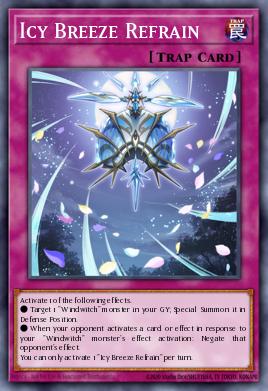 ICY BREEZE REFRAIN
TRAP
罠
[TRAP CARD]
Activate 1 of the following effects.
● Target 1 "Windwitch" monster in your GY; Special Summon it in
Defense Position.
● When your opponent activates a card or effect in response to
your "Windwitch" monster's effect activation: Negate that
opponent's effect.
You can only activate 1 "Icy Breeze Refrain" per turn.